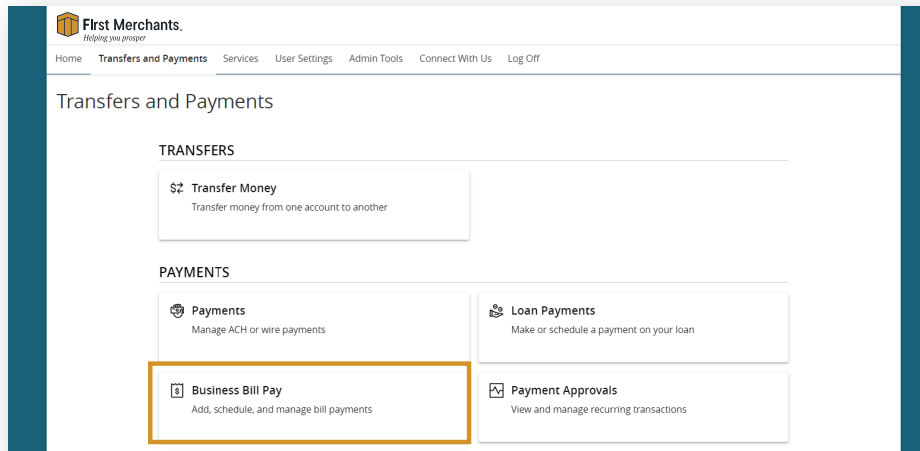 First Merchants.
Helping you prosper
Home Transfers and Payments Services User Settings Admin Tools Connect With Us Log Off
Transfers and Payments
TRANSFERS
Transfer Money
Transfer money from one account to another
PAYMENTS
Payments
Manage ACH or wire payments
Loan Payments
Make or schedule a payment on your loan
$ Business Bill Pay
Add, schedule, and manage bill payments
Payment Approvals
View and manage recurring transactions